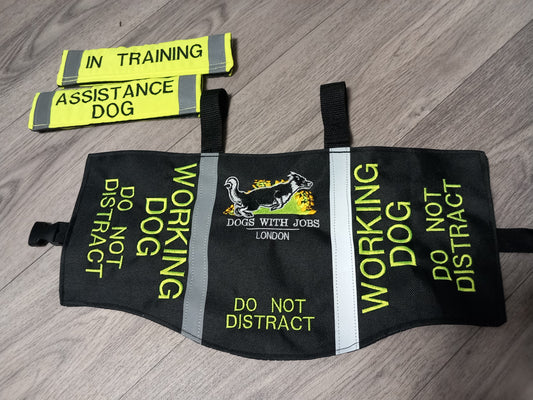 IN TRAINING
ASSISTANCE
DOG
WORKING
DOG
DO NOT
DISTRACT
DOGS WITH JOBS
LONDON
DO NOT
DISTRACT
WORKING
DOG
DO NOT
DISTRACT